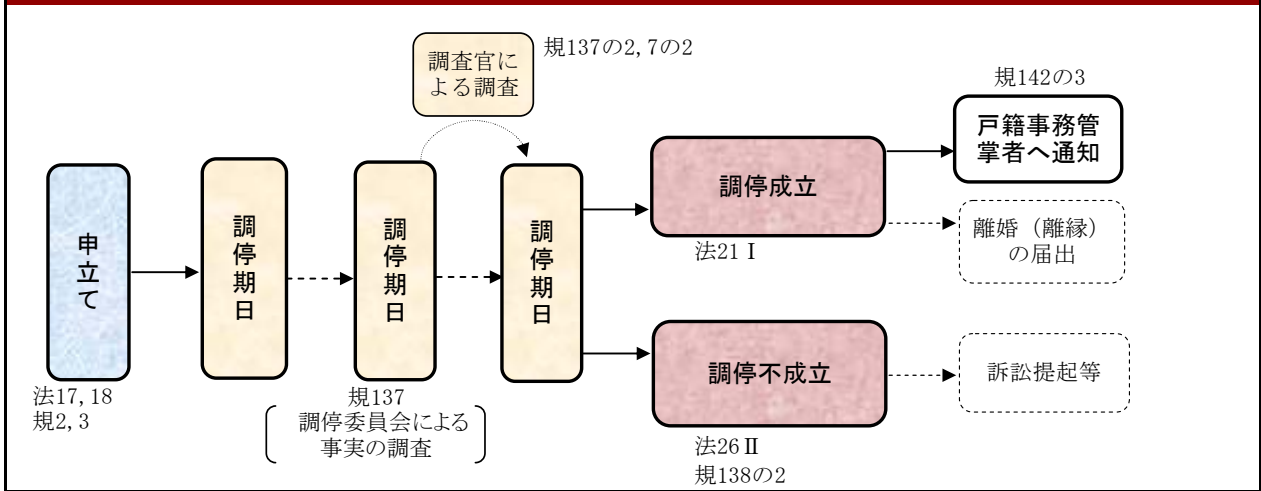 規137の2, 7の2
調査官に
よる調査
規142の3
戸籍事務管
掌者へ通知
申立て
調停期日
調停期日
調停期日
調停成立
法21Ⅰ
離婚(離縁)
の届出
調停不成立
法26Ⅱ
規138の2
訴訟提起等
法17, 18
規2, 3
規137
調停委員会による
事実の調査